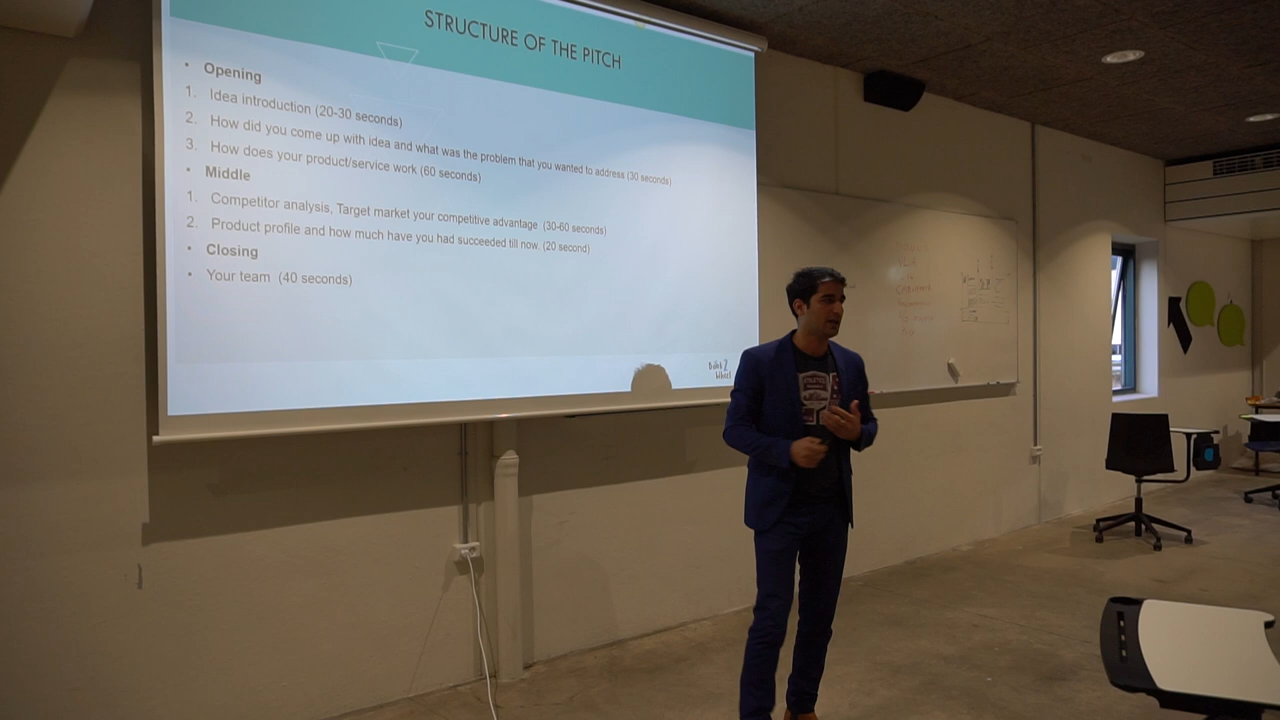 STRUCTURE OF THE PITCH
• Opening
1. Idea introduction (20-30 seconds)
2. How did you come up with idea and what was the problem that you wanted to address (30 seconds)
3. How does your product/service work (60 seconds)
• Middle
1. Competitor analysis, Target market your competitive advantage (30-60 seconds)
2. Product profile and how much have you had succeeded till now. (20 second)
• Closing
• Your team (40 seconds)
ATHLETICS